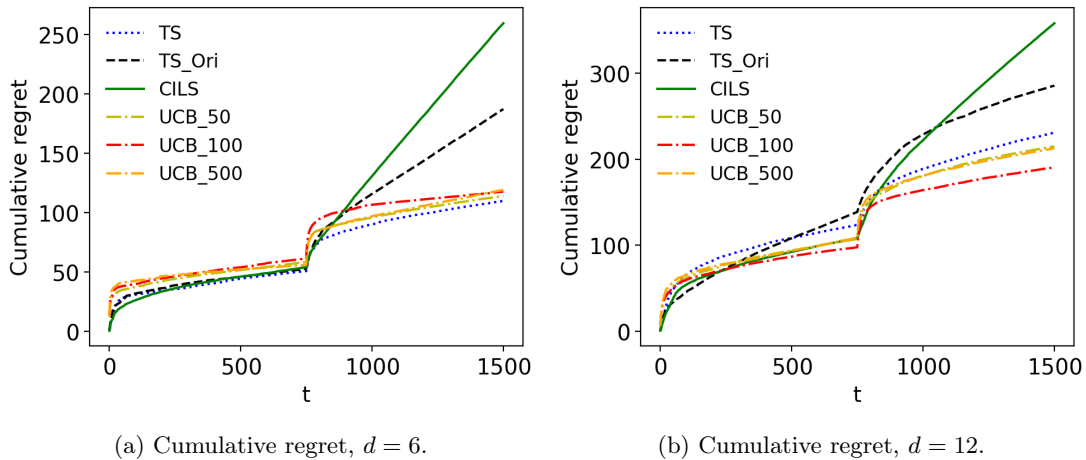 TS
TS_Ori
CILS
UCB_50
UCB_100
UCB_500
Cumulative regret
250
200
150
100
50
0
0
500
1000
1500
t
(a) Cumulative regret, d = 6.
TS
TS_Ori
CILS
UCB_50
UCB_100
UCB_500
Cumulative regret
300
200
100
0
0
500
1000
1500
t
(b) Cumulative regret, d = 12.